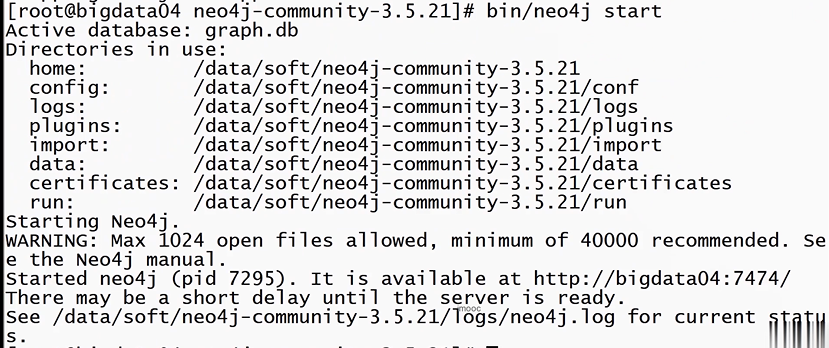 [root@bigdata04 neo4j-community-3.5.21]# bin/neo4j start
Active database: graph.db
Directories in use:
  home:         /data/soft/neo4j-community-3.5.21
  config:       /data/soft/neo4j-community-3.5.21/conf
  logs:         /data/soft/neo4j-community-3.5.21/logs
  plugins:      /data/soft/neo4j-community-3.5.21/plugins
  import:       /data/soft/neo4j-community-3.5.21/import
  data:         /data/soft/neo4j-community-3.5.21/data
  certificates: /data/soft/neo4j-community-3.5.21/certificates
  run:          /data/soft/neo4j-community-3.5.21/run
Starting Neo4j.
WARNING: Max 1024 open files allowed, minimum of 40000 recommended. Se
e the Neo4j manual.
Started neo4j (pid 7295). It is available at http://bigdata04:7474/
There may be a short delay until the server is ready.
See /data/soft/neo4j-community-3.5.21/logs/neo4j.log for current statu
s.
mooc